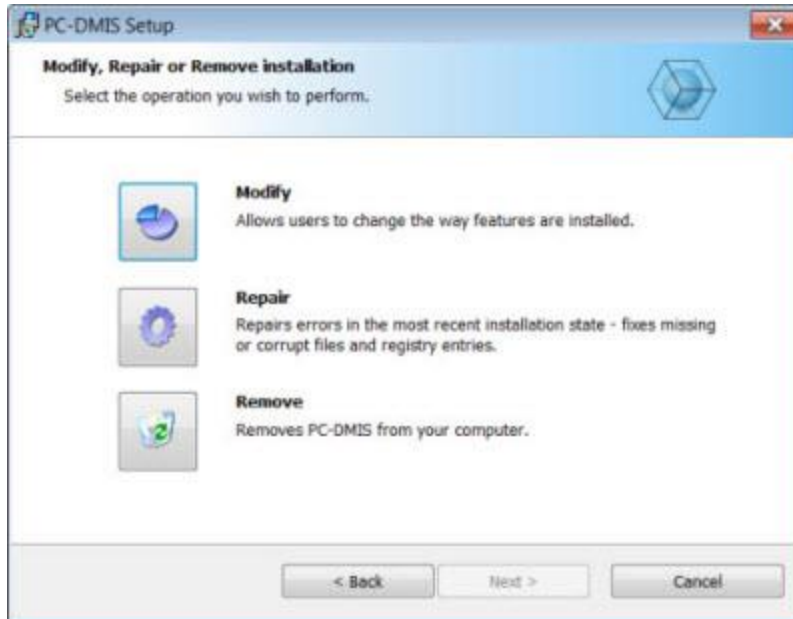 PC-DMIS Setup
Modify, Repair or Remove installation
Select the operation you wish to perform.
Modify
Allows users to change the way features are installed.
Repair
Repairs errors in the most recent installation state - fixes missing
or corrupt files and registry entries.
Remove
Removes PC-DMIS from your computer.
< Back
Next >
Cancel